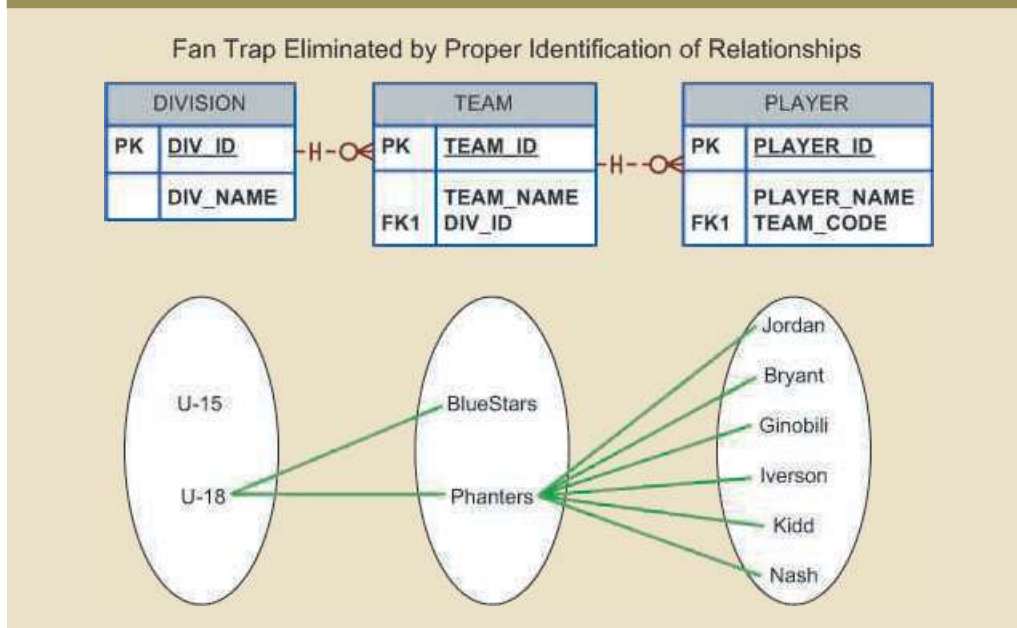 Fan Trap Eliminated by Proper Identification of Relationships
DIVISION
PK DIV_ID
DIV_NAME
TEAM
PK TEAM_ID
TEAM_NAME
FK1 DIV_ID
PLAYER
PK PLAYER_ID
PLAYER_NAME
FK1 TEAM_CODE
U-15
U-18
BlueStars
Phanters
Jordan
Bryant
Ginobili
Iverson
Kidd
Nash